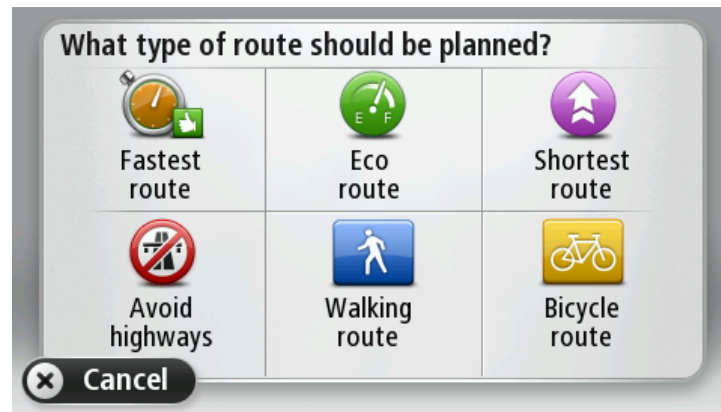 What type of route should be planned?
Fastest
route
Eco
route
E F
Shortest
route
Avoid
highways
Walking
route
Bicycle
route
Cancel